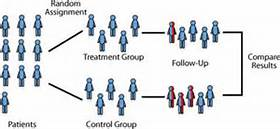 Random
Assignment
Treatment Group
Follow-Up
Compare
Results
Patients
Control Group